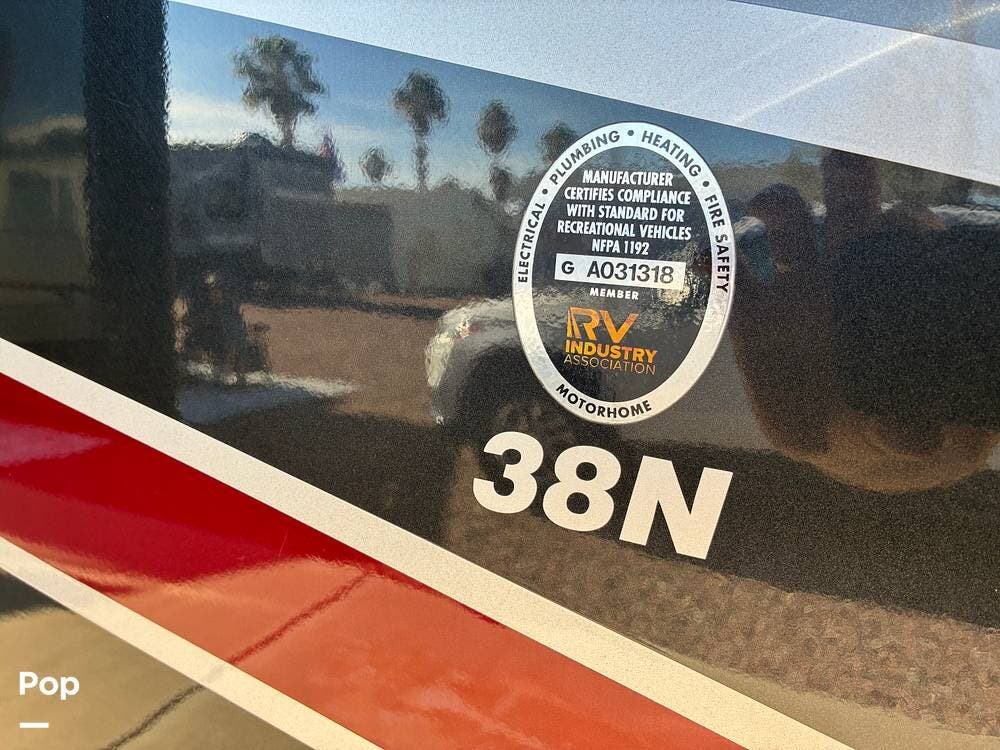 ELECTRICAL • PLUMBING • HEATING • FIRE SAFETY
MANUFACTURER
CERTIFIES COMPLIANCE
WITH STANDARD FOR
RECREATIONAL VEHICLES
NFPA 1192
G A031318
MEMBER
RV
INDUSTRY
ASSOCIATION
MOTORHOME
38N
Pop